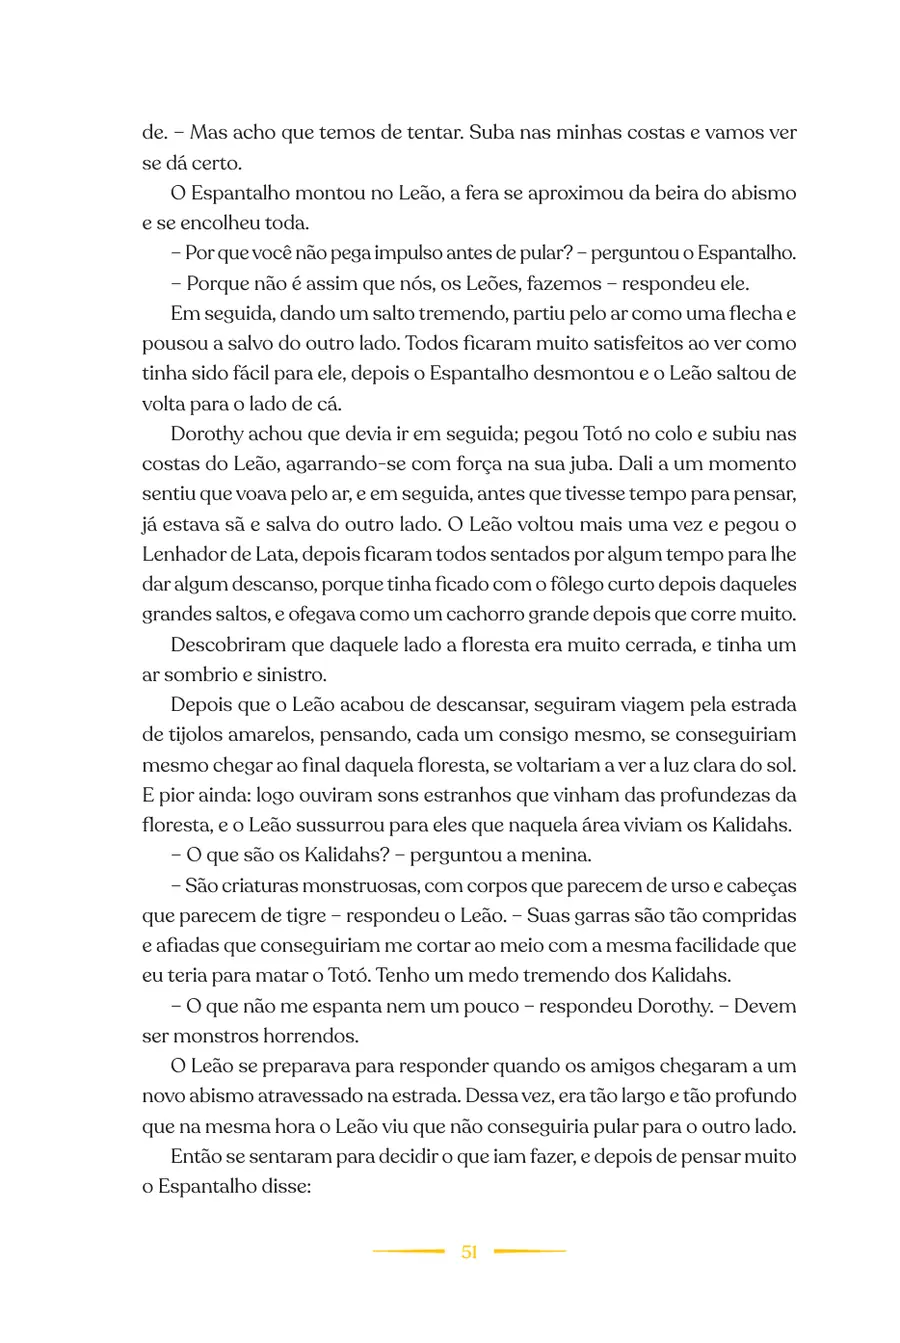 de. – Mas acho que temos de tentar. Suba nas minhas costas e vamos ver
se dá certo.
O Espantalho montou no Leão, a fera se aproximou da beira do abismo
e se encolheu toda.
– Por que você não pega impulso antes de pular? – perguntou o Espantalho.
– Porque não é assim que nós, os Leões, fazemos – respondeu ele.
Em seguida, dando um salto tremendo, partiu pelo ar como uma flecha e
pousou a salvo do outro lado. Todos ficaram muito satisfeitos ao ver como
tinha sido fácil para ele, depois o Espantalho desmontou e o Leão saltou de
volta para o lado de cá.
Dorothy achou que devia ir em seguida; pegou Totó no colo e subiu nas
costas do Leão, agarrando-se com força na sua juba. Dali a um momento
sentiu que voava pelo ar, e em seguida, antes que tivesse tempo para pensar,
já estava sã e salva do outro lado. O Leão voltou mais uma vez e pegou o
Lenhador de Lata, depois ficaram todos sentados por algum tempo para lhe
dar algum descanso, porque tinha ficado com o fôlego curto depois daqueles
grandes saltos, e ofegava como um cachorro grande depois que corre muito.
Descobriram que daquele lado a floresta era muito cerrada, e tinha um
ar sombrio e sinistro.
Depois que o Leão acabou de descansar, seguiram viagem pela estrada
de tijolos amarelos, pensando, cada um consigo mesmo, se conseguiriam
mesmo chegar ao final daquela floresta, se voltariam a ver a luz clara do sol.
E pior ainda: logo ouviram sons estranhos que vinham das profundezas da
floresta, e o Leão sussurrou para eles que naquela área viviam os Kalidahs.
– O que são os Kalidahs? – perguntou a menina.
– São criaturas monstruosas, com corpos que parecem de urso e cabeças
que parecem de tigre – respondeu o Leão. – Suas garras são tão compridas
e afiadas que conseguiriam me cortar ao meio com a mesma facilidade que
eu teria para matar o Totó. Tenho um medo tremendo dos Kalidahs.
– O que não me espanta nem um pouco – respondeu Dorothy. – Devem
ser monstros horrendos.
O Leão se preparava para responder quando os amigos chegaram a um
novo abismo atravessado na estrada. Dessa vez, era tão largo e tão profundo
que na mesma hora o Leão viu que não conseguiria pular para o outro lado.
Então se sentaram para decidir o que iam fazer, e depois de pensar muito
o Espantalho disse:
51